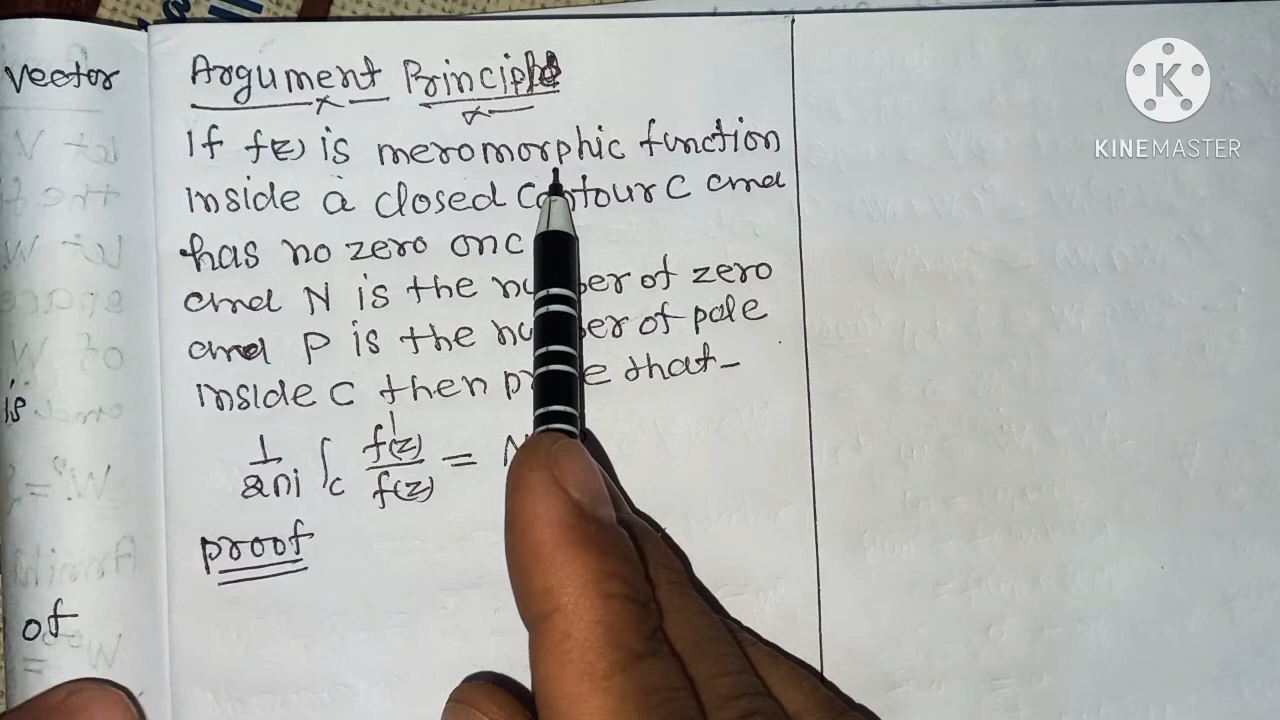 vector
Argument Principle
If f(z) is meromorphic function
inside a closed Contour C and
has no zero on c
and N is the number of zero
and P is the number of pole
inside C then prove that-
1/2πi ∫c f'(z)/f(z) = N
proof
is
of
K
KINEMASTER